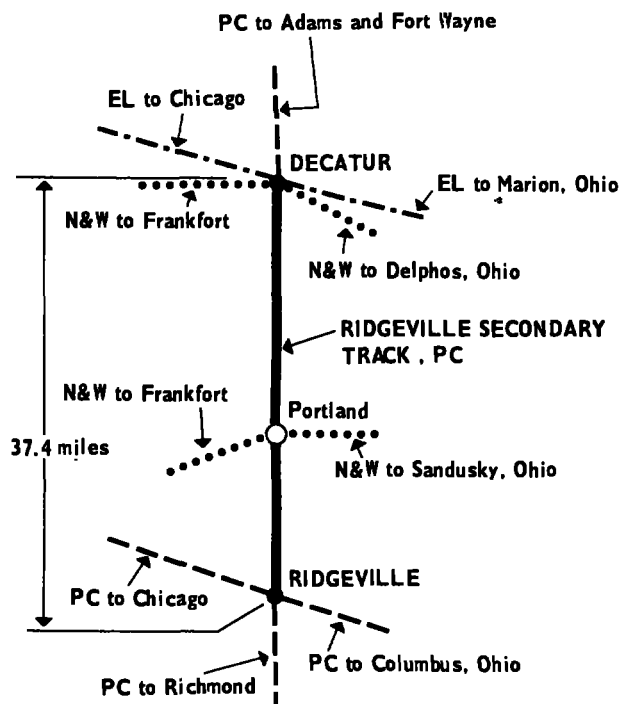 PC to Adams and Fort Wayne
EL to Chicago
DECATUR
EL to Marion, Ohio
N&W to Frankfort
N&W to Delphos, Ohio
RIDGEVILLE SECONDARY
TRACK, PC
N&W to Frankfort
Portland
37.4 miles
N&W to Sandusky, Ohio
RIDGEVILLE
PC to Chicago
PC to Columbus, Ohio
PC to Richmond